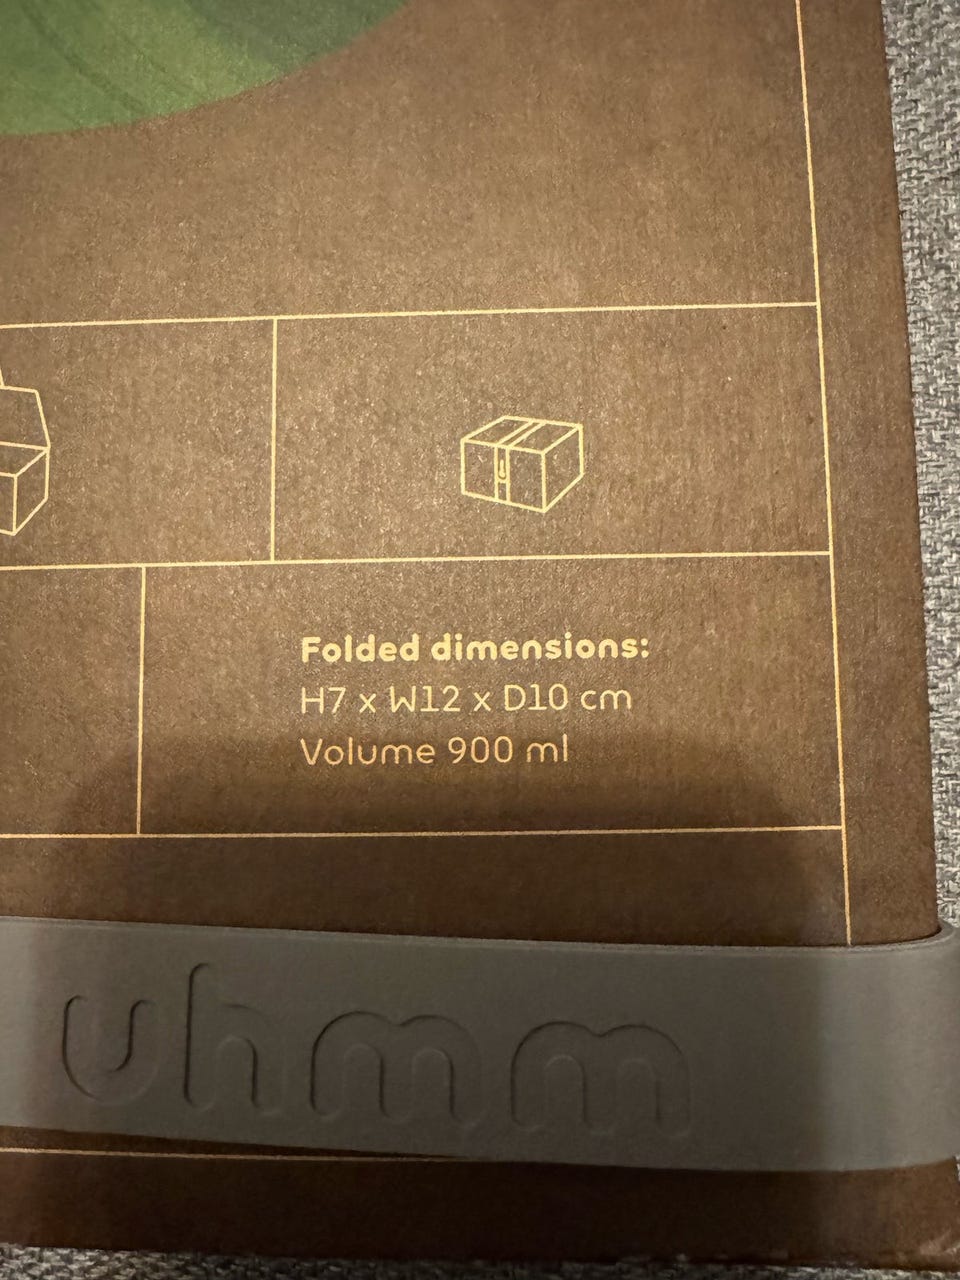 Folded dimensions:
H7 x W12 x D10 cm
Volume 900 ml
uhmm